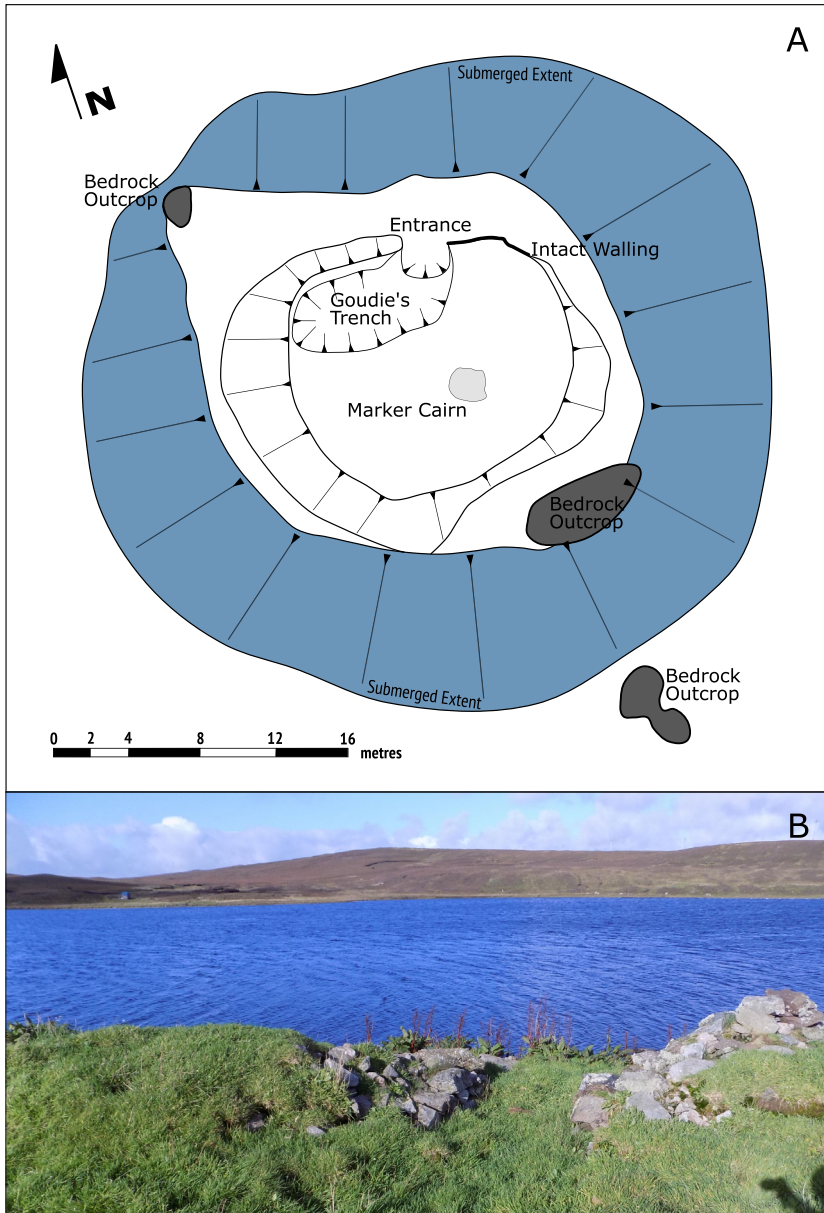 A
Submerged Extent
N
Bedrock
Outcrop
Entrance
Intact Walling
Goudie's
Trench
Marker Cairn
Bedrock
Outcrop
Submerged Extent
Bedrock
Outcrop
0 2 4 8 12 16
metres
B